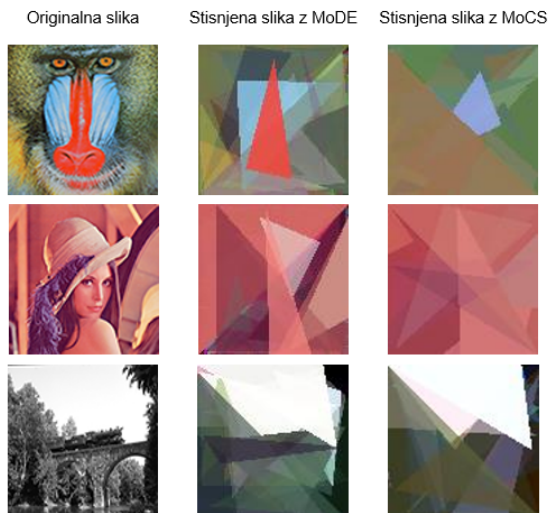 Originalna slika
Stisnjena slika z MoDE
Stisnjena slika z MoCS